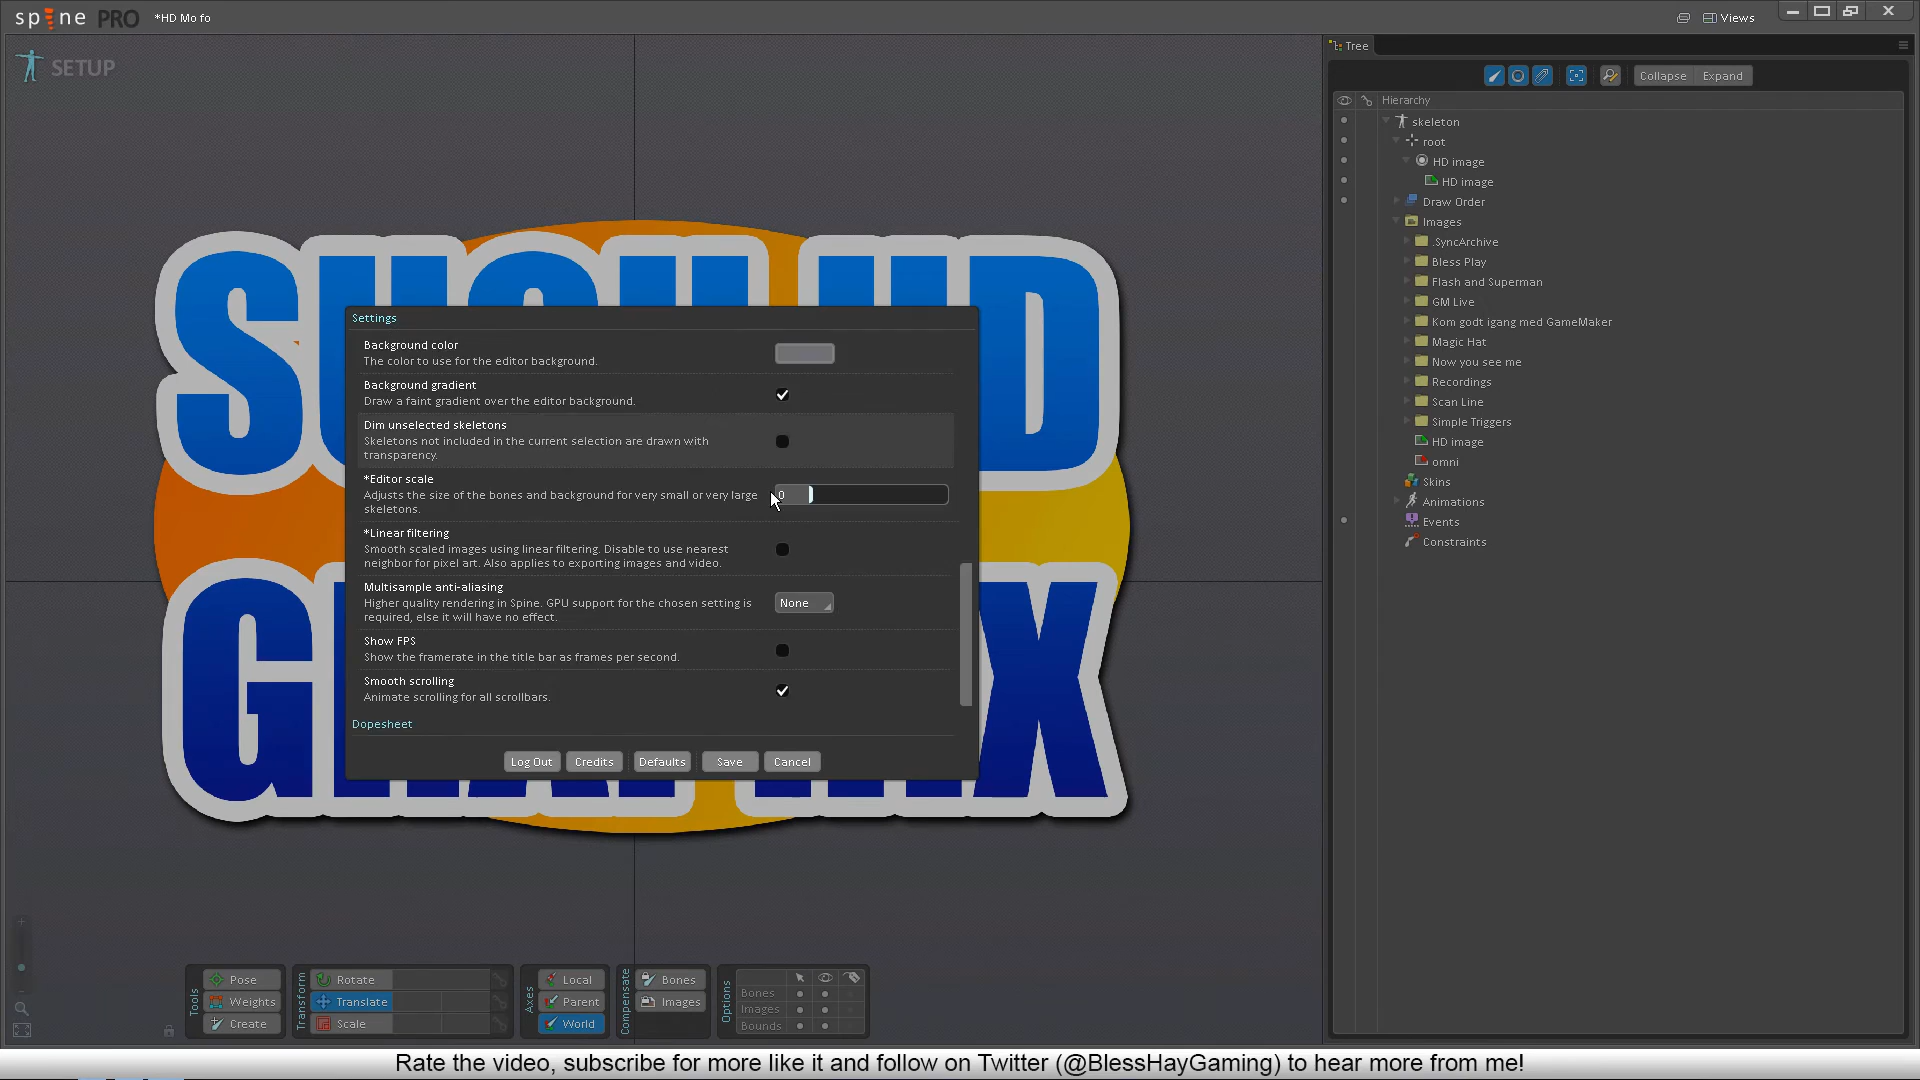 spine PRO *HD Mo fo
Views
SETUP
Tree
Collapse Expand
Hierarchy
skeleton
root
HD image
HD image
Draw Order
Images
.SyncArchive
Bless Play
Flash and Superman
GM Live
Kom godt igang med GameMaker
Magic Hat
Now you see me
Recordings
Scan Line
Simple Triggers
HD image
omni
Skins
Animations
Events
Constraints
Settings
Background color
The color to use for the editor background.
Background gradient
Draw a faint gradient over the editor background.
Dim unselected skeletons
Skeletons not included in the current selection are drawn with
transparency.
*Editor scale
Adjusts the size of the bones and background for very small or very large
skeletons.
0
*Linear filtering
Smooth scaled images using linear filtering. Disable to use nearest
neighbor for pixel art. Also applies to exporting images and video.
Multisample anti-aliasing
Higher quality rendering in Spine. GPU support for the chosen setting is
required, else it will have no effect.
None
Show FPS
Show the framerate in the title bar as frames per second.
Smooth scrolling
Animate scrolling for all scrollbars.
Dopesheet
Log Out Credits Defaults Save Cancel
Tools
Pose
Weights
Create
Transform
Rotate
Translate
Scale
Axes
Local
Parent
World
Compensate
Bones
Images
Options
Bones
Images
Bounds
Rate the video, subscribe for more like it and follow on Twitter (@BlessHayGaming) to hear more from me!